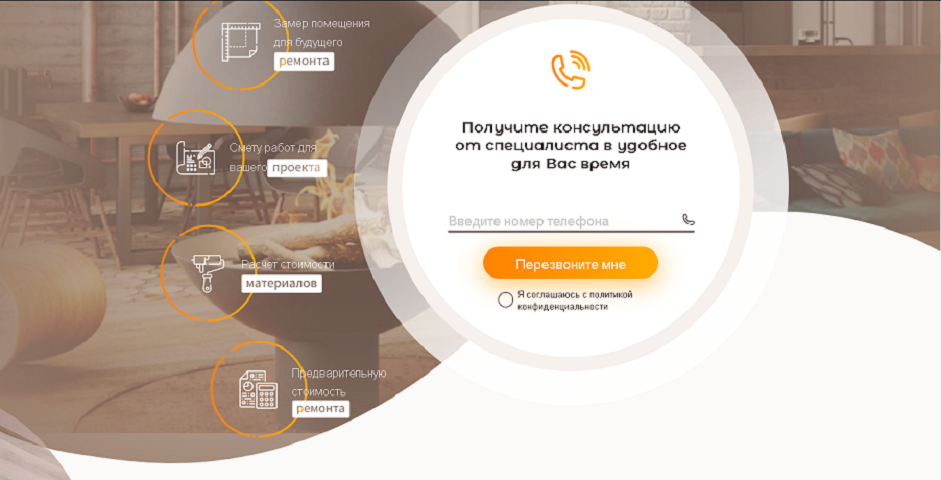 Замер помещения
для будущего
ремонта
Смету работ для
вашего проекта
Расчет стоимости
материалов
Предварительную
стоимость
ремонта
Получите консультацию
от специалиста в удобное
для Вас время
Введите номер телефона
Перезвоните мне
Я соглашаюсь с политикой
конфиденциальности